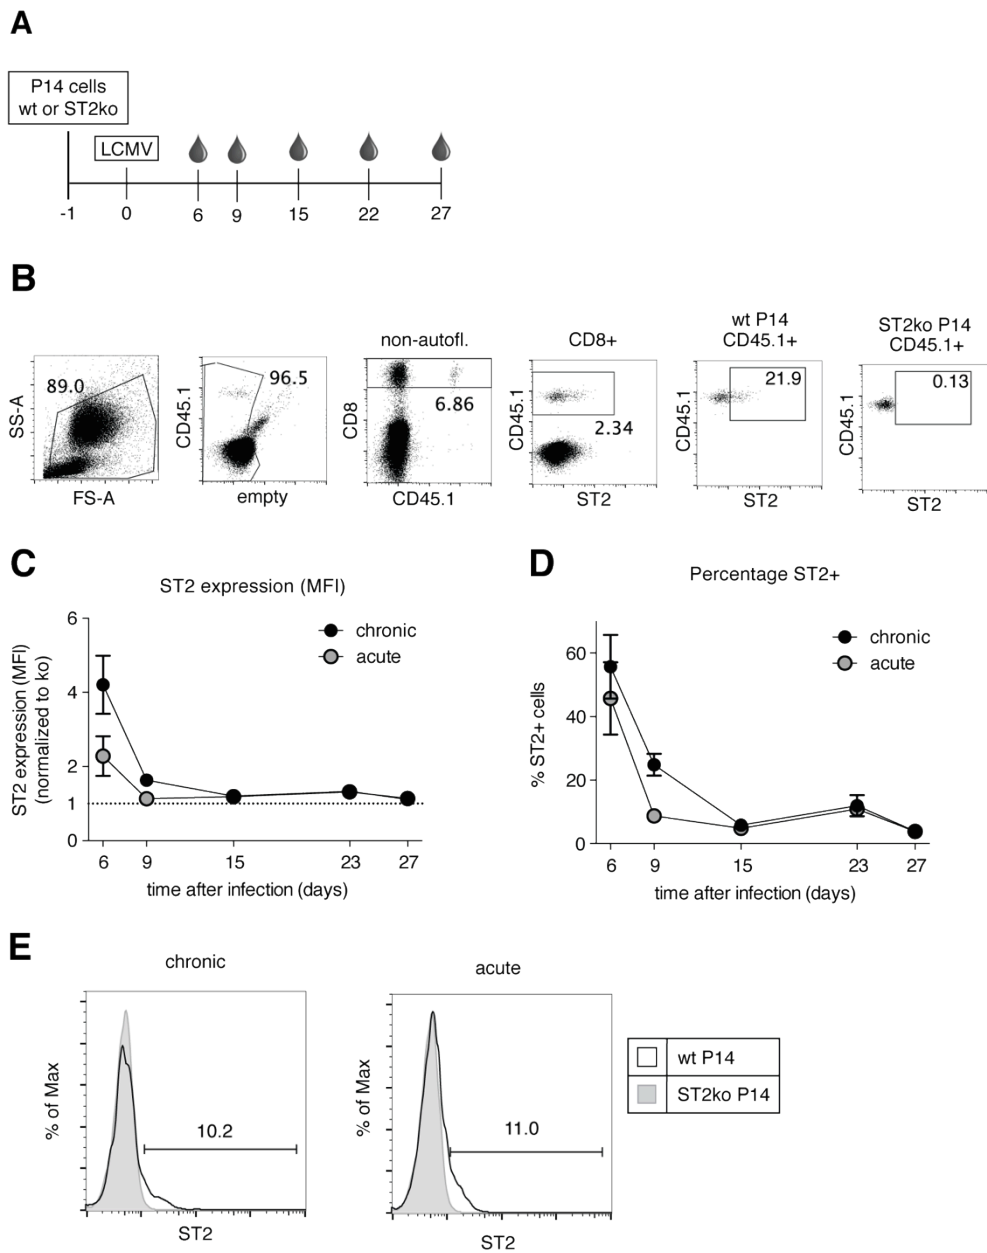 A
P14 cells
wt or ST2ko
LCMV
-1 0 6 9 15 22 27
B
non-autofl.
CD8+
wt P14
CD45.1+
ST2ko P14
CD45.1+
89.0
SS-A
FS-A
96.5
CD45.1
empty
6.86
CD8
CD45.1
2.34
CD45.1
ST2
21.9
CD45.1
ST2
0.13
CD45.1
ST2
C
ST2 expression (MFI)
chronic
acute
ST2 expression (MFI)
(normalized to ko)
6
4
2
1
0
6 9 15 23 27
time after infection (days)
D
Percentage ST2+
chronic
acute
% ST2+ cells
60
40
20
0
6 9 15 23 27
time after infection (days)
E
chronic
% of Max
10.2
ST2
acute
% of Max
11.0
ST2
wt P14
ST2ko P14